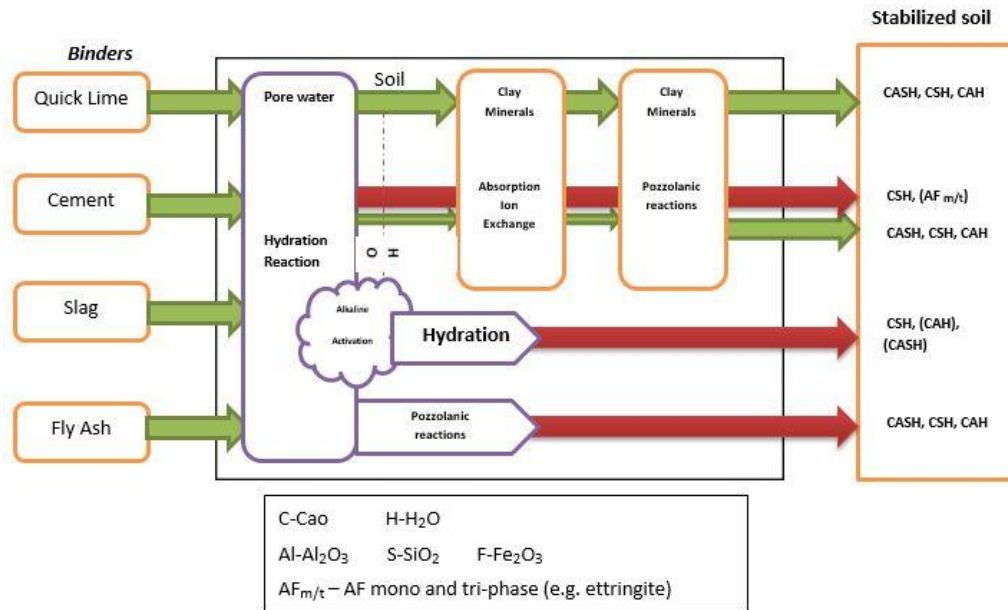 Stabilized soil
Binders
Quick Lime
Cement
Slag
Fly Ash
Soil
Pore water
Hydration
Reaction
O H
Alkaline
Activation
Clay
Minerals
Absorption
Ion
Exchange
Clay
Minerals
Pozzolanic
reactions
Hydration
Pozzolanic
reactions
CASH, CSH, CAH
CSH, (AF m/t)
CASH, CSH, CAH
CSH, (CAH),
(CASH)
CASH, CSH, CAH
C-Cao H-H₂O
Al-Al₂O₃ S-SiO₂ F-Fe₂O₃
AFm/t – AF mono and tri-phase (e.g. ettringite)